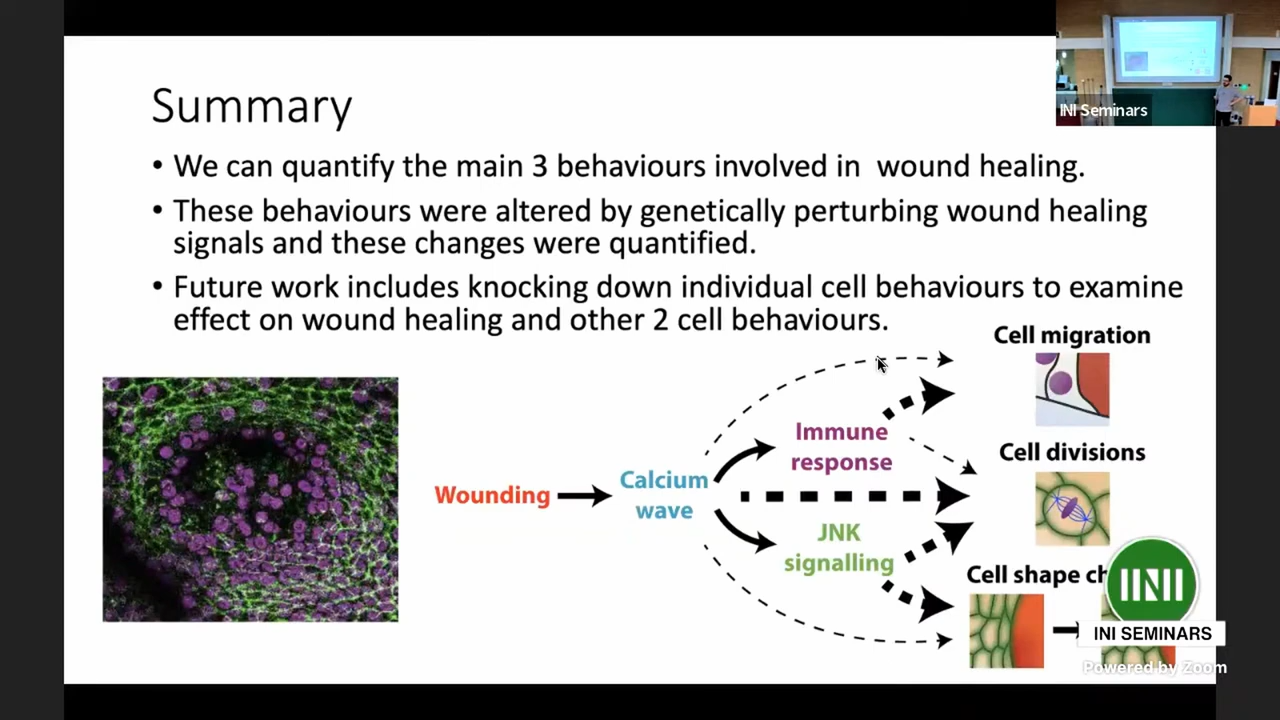 INI Seminars
Summary
• We can quantify the main 3 behaviours involved in  wound healing.
• These behaviours were altered by genetically perturbing wound healing
signals and these changes were quantified.
• Future work includes knocking down individual cell behaviours to examine
effect on wound healing and other 2 cell behaviours.
Cell migration
Immune
response
Cell divisions
Wounding
Calcium
wave
JNK
signalling
Cell shape ch
INI
INI SEMINARS
Powered by Zoom